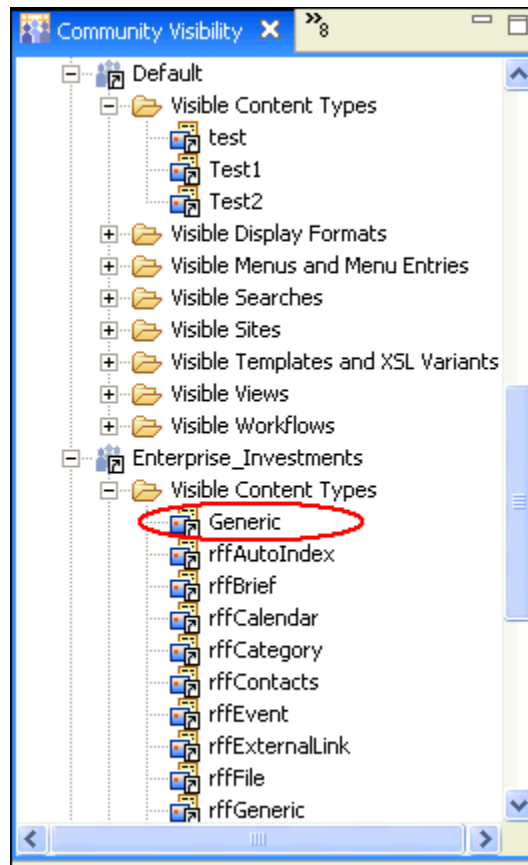 Community Visibility
»8
Default
Visible Content Types
test
Test1
Test2
Visible Display Formats
Visible Menus and Menu Entries
Visible Searches
Visible Sites
Visible Templates and XSL Variants
Visible Views
Visible Workflows
Enterprise_Investments
Visible Content Types
Generic
rffAutoIndex
rffBrief
rffCalendar
rffCategory
rffContacts
rffEvent
rffExternalLink
rffFile
rffGeneric